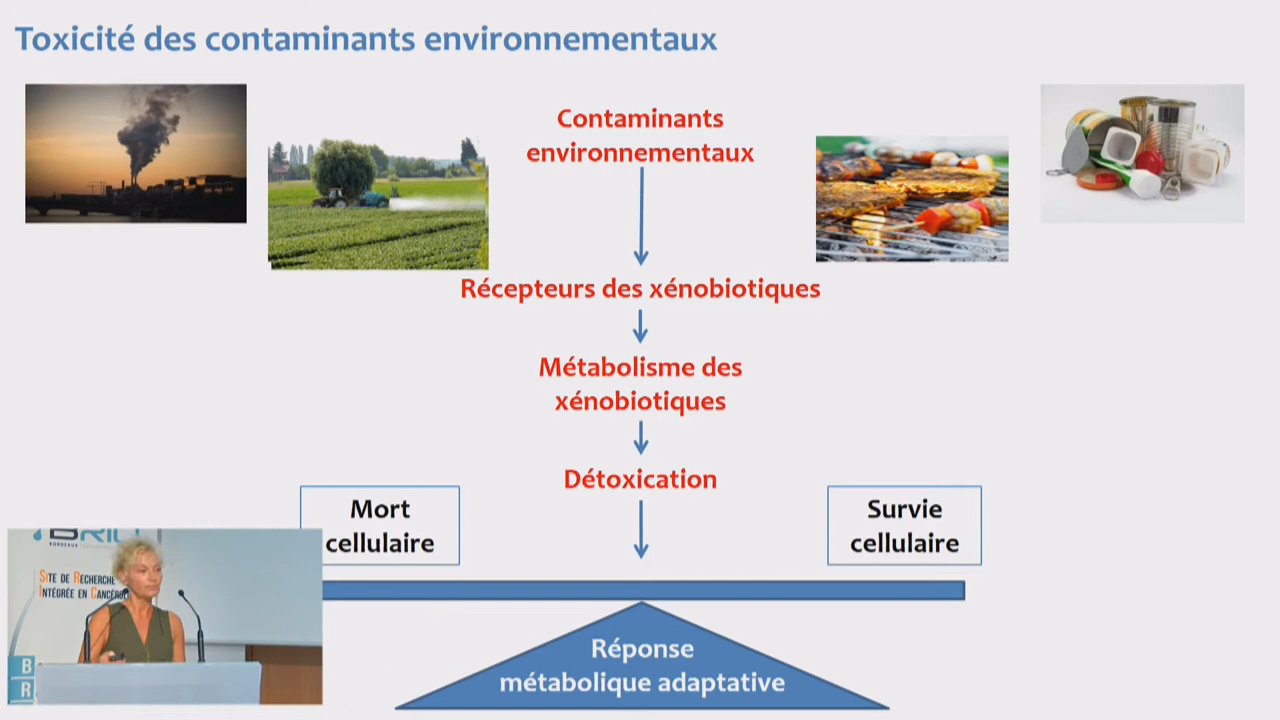 Toxicité des contaminants environnementaux
Contaminants
environnementaux
Récepteurs des xénobiotiques
Métabolisme des
xénobiotiques
Détoxication
Mort
cellulaire
Survie
cellulaire
Réponse
métabolique adaptative
BORDEAUX
SITE DE RECHERCHE
INTÉGRÉE EN
B
R